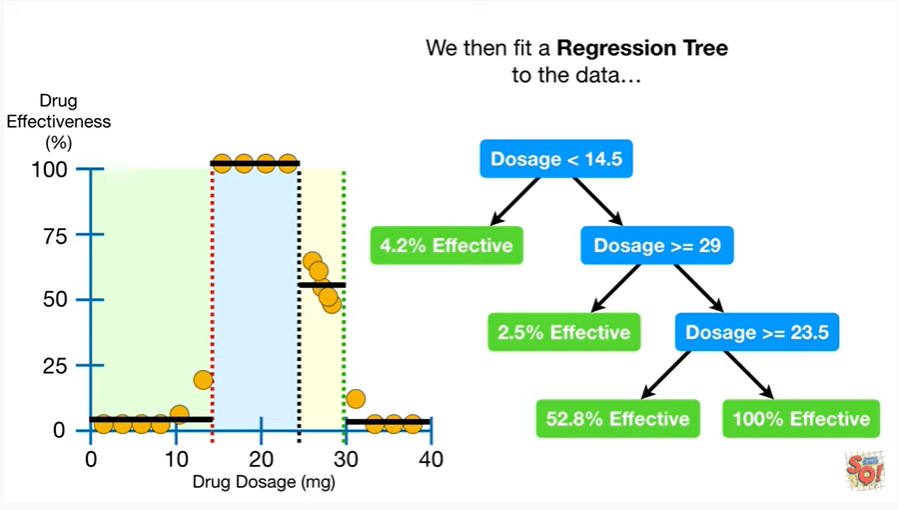 We then fit a Regression Tree
to the data…
Drug
Effectiveness
(%)
100
75
50
25
0
0 10 20 30 40
Drug Dosage (mg)
Dosage < 14.5
4.2% Effective
Dosage >= 29
2.5% Effective
Dosage >= 23.5
52.8% Effective
100% Effective
SQ!